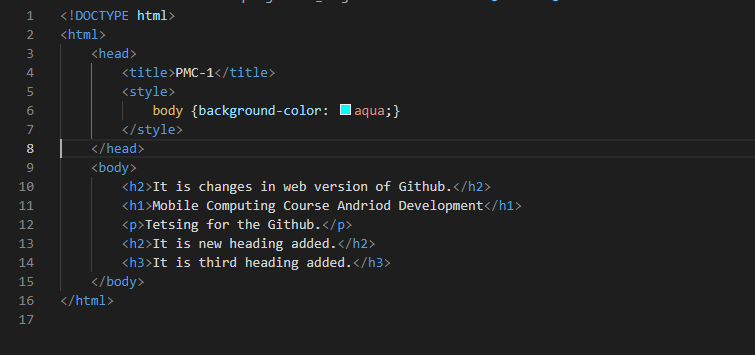 1 <!DOCTYPE html>
2 <html>
3     <head>
4         <title>PMC-1</title>
5         <style>
6             body {background-color: aqua;}
7         </style>
8     </head>
9     <body>
10         <h2>It is changes in web version of Github.</h2>
11         <h1>Mobile Computing Course Andriod Development</h1>
12         <p>Tetsing for the Github.</p>
13         <h2>It is new heading added.</h2>
14         <h3>It is third heading added.</h3>
15     </body>
16 </html>
17